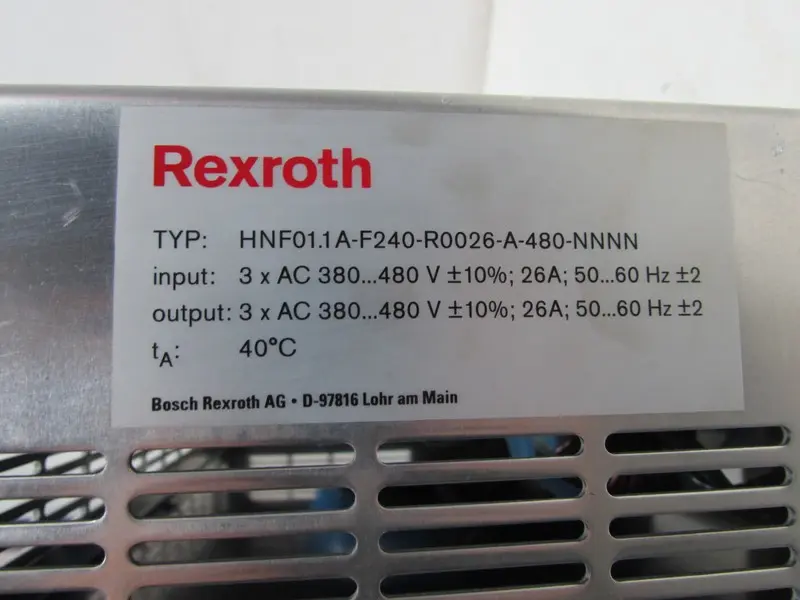 Rexroth
TYP: HNF01.1A-F240-R0026-A-480-NNNN
input: 3 x AC 380...480 V ±10%; 26A; 50...60 Hz ±2
output: 3 x AC 380...480 V ±10%; 26A; 50...60 Hz ±2
tA: 40°C
Bosch Rexroth AG • D-97816 Lohr am Main